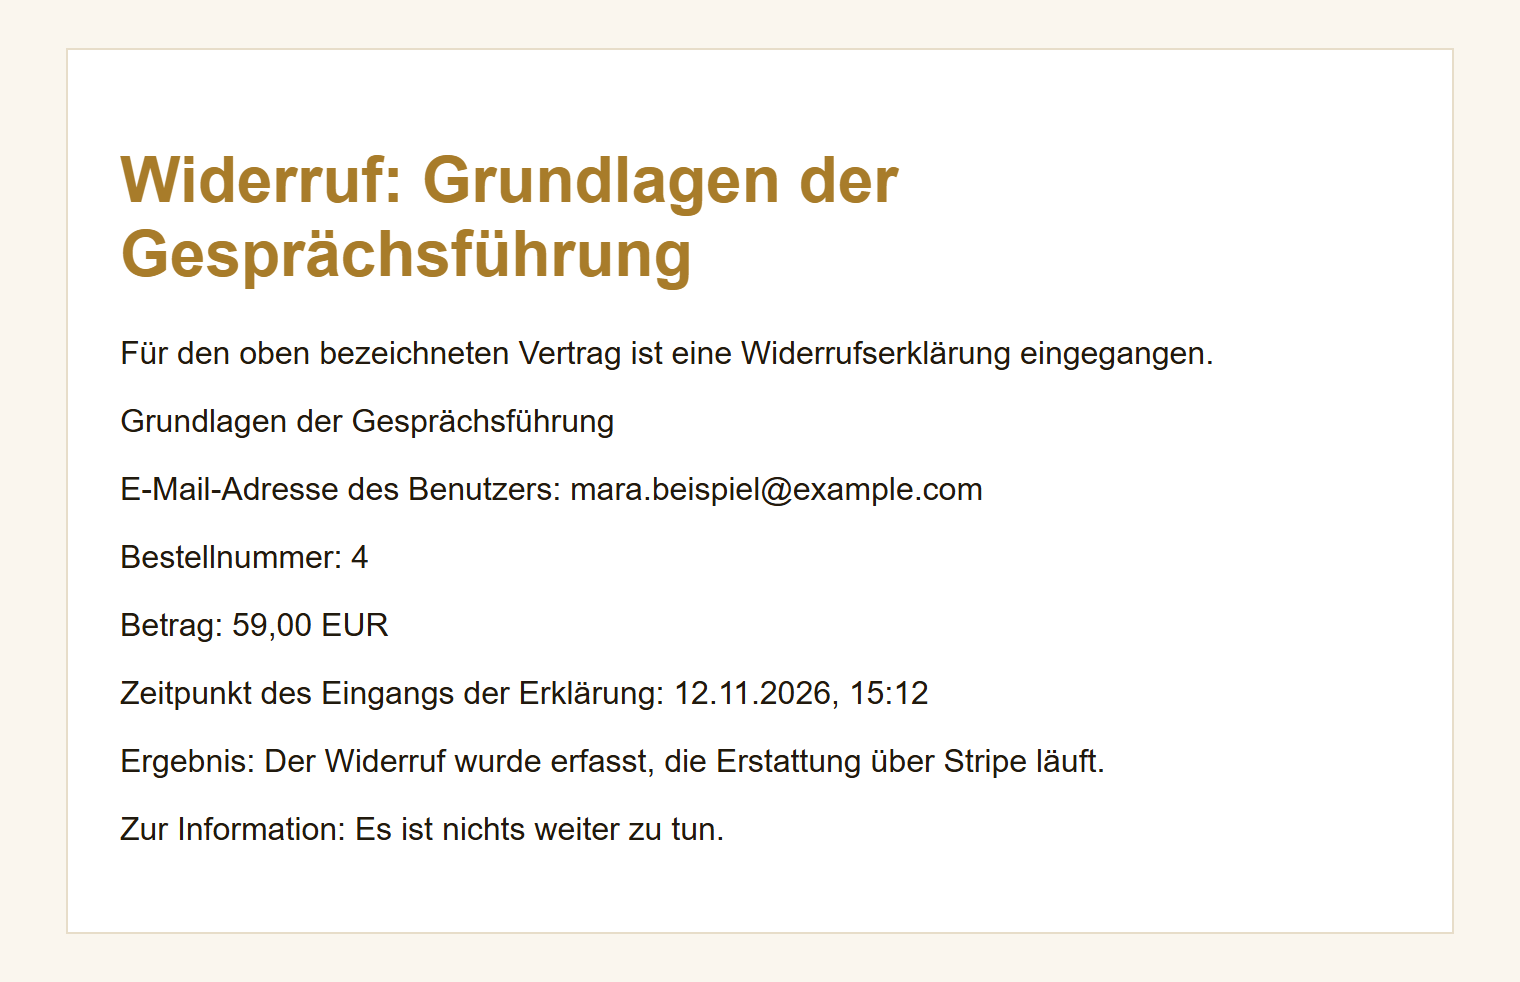 Widerruf: Grundlagen der
Gesprächsführung
Für den oben bezeichneten Vertrag ist eine Widerrufserklärung eingegangen.
Grundlagen der Gesprächsführung
E-Mail-Adresse des Benutzers: mara.beispiel@example.com
Bestellnummer: 4
Betrag: 59,00 EUR
Zeitpunkt des Eingangs der Erklärung: 12.11.2026, 15:12
Ergebnis: Der Widerruf wurde erfasst, die Erstattung über Stripe läuft.
Zur Information: Es ist nichts weiter zu tun.